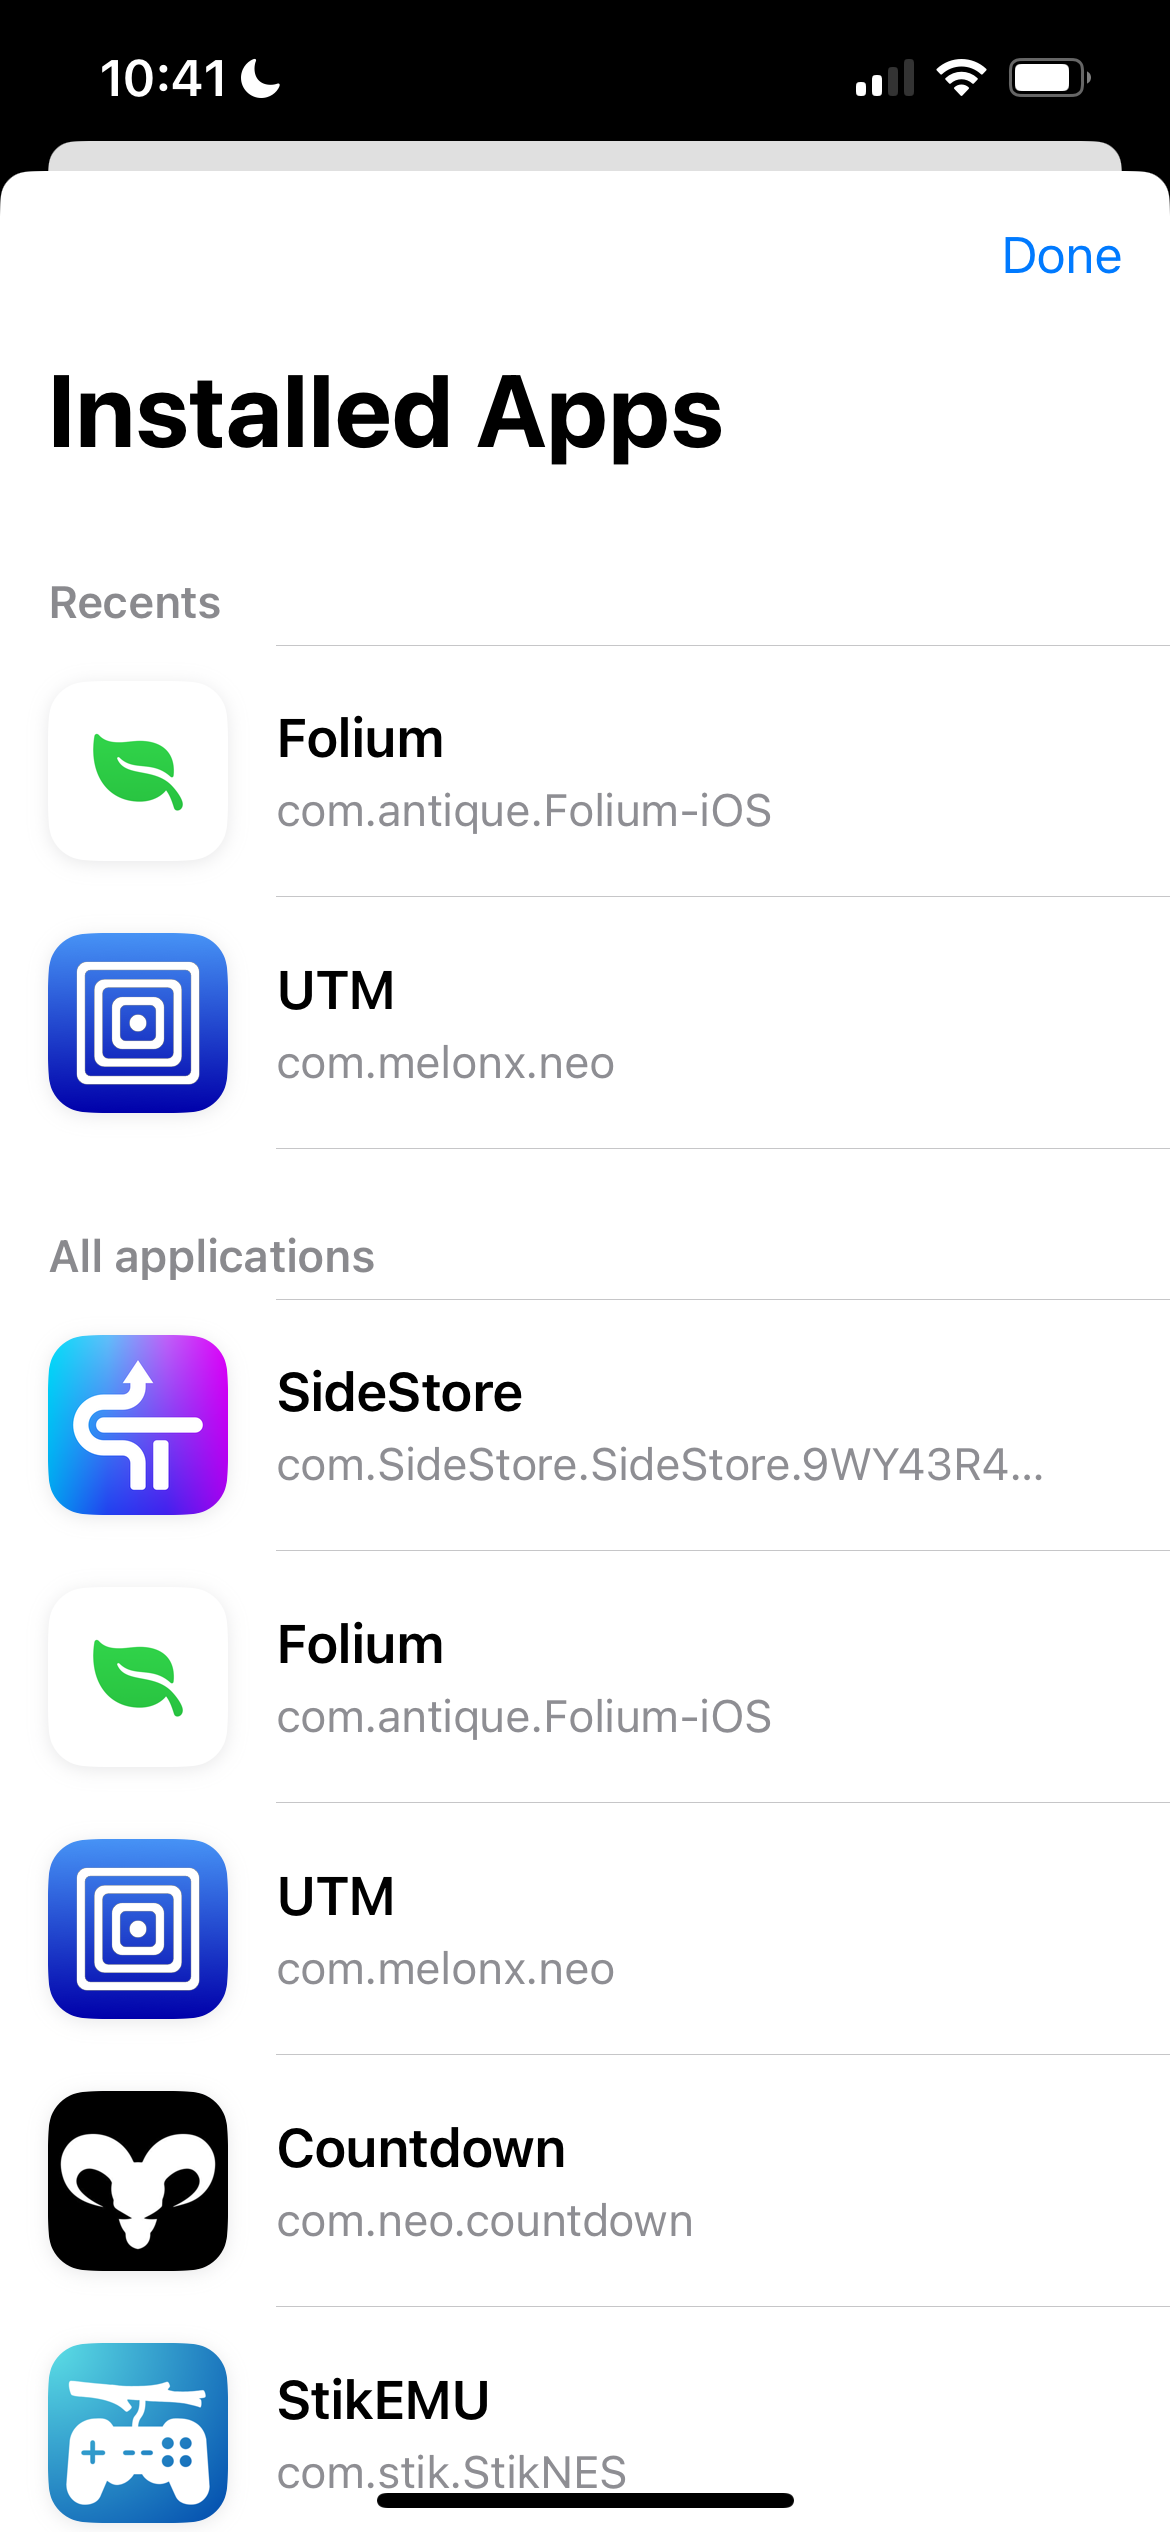 10:41
Done
Installed Apps
Recents
Folium
com.antique.Folium-iOS
UTM
com.melonx.neo
All applications
SideStore
com.SideStore.SideStore.9WY43R4...
Folium
com.antique.Folium-iOS
UTM
com.melonx.neo
Countdown
com.neo.countdown
StikEMU
com.stik.StikNES